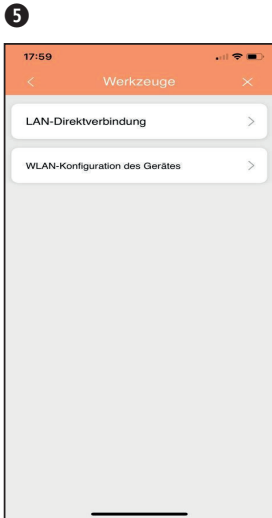 5
17:59
Werkzeuge
LAN-Direktverbindung
WLAN-Konfiguration des Gerätes